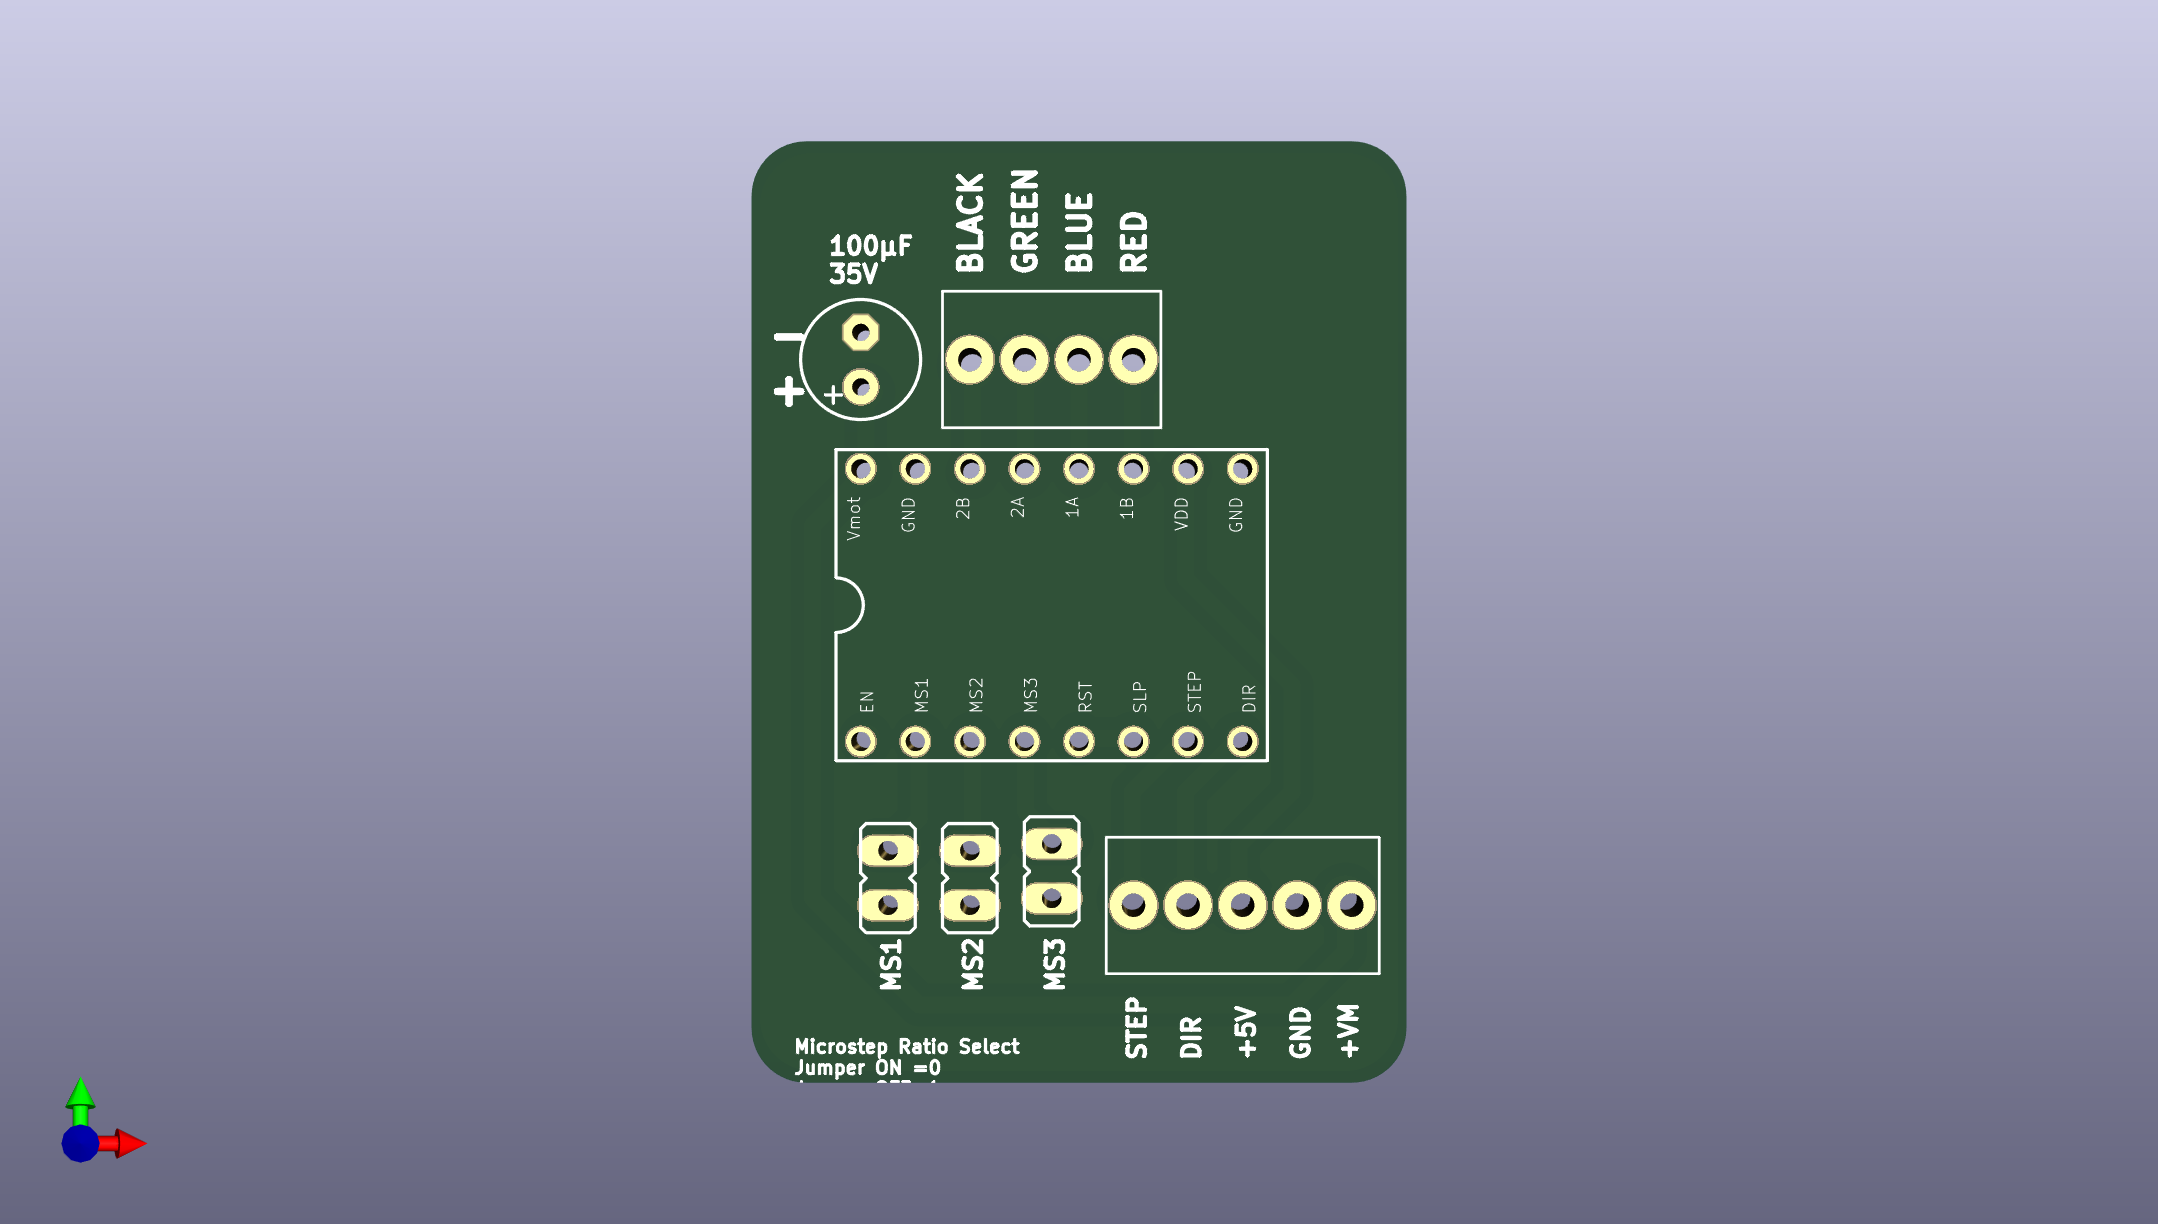 BLACK
GREEN
BLUE
RED
100µF
35V
−
+
+
Vmot
GND
2B
2A
1A
1B
VDD
GND
EN
MS1
MS2
MS3
RST
SLP
STEP
DIR
MS1
MS2
MS3
STEP
DIR
+5V
GND
+VM
Microstep Ratio Select
Jumper ON =0